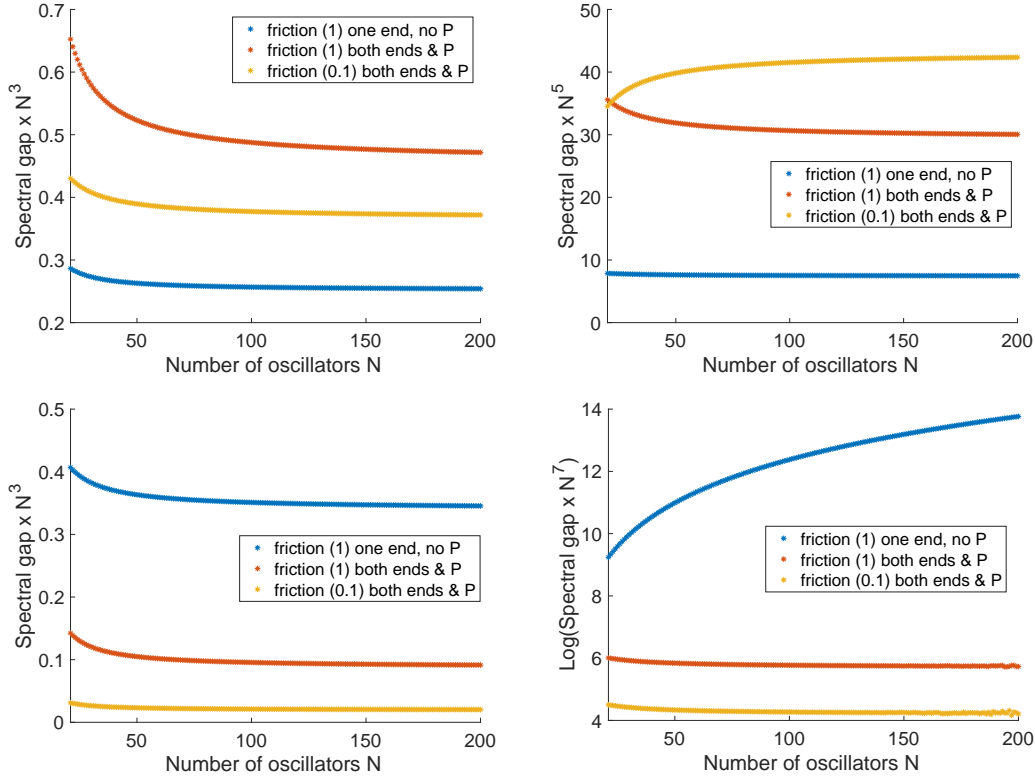 0.7
0.6
0.5
0.4
0.3
0.2
Spectral gap x N^3
friction (1) one end, no P
friction (1) both ends & P
friction (0.1) both ends & P
50
100
150
200
Number of oscillators N
50
40
30
20
10
0
Spectral gap x N^5
friction (1) one end, no P
friction (1) both ends & P
friction (0.1) both ends & P
50
100
150
200
Number of oscillators N
0.5
0.4
0.3
0.2
0.1
0
Spectral gap x N^3
friction (1) one end, no P
friction (1) both ends & P
friction (0.1) both ends & P
50
100
150
200
Number of oscillators N
14
12
10
8
6
4
Log(Spectral gap x N^7)
friction (1) one end, no P
friction (1) both ends & P
friction (0.1) both ends & P
50
100
150
200
Number of oscillators N